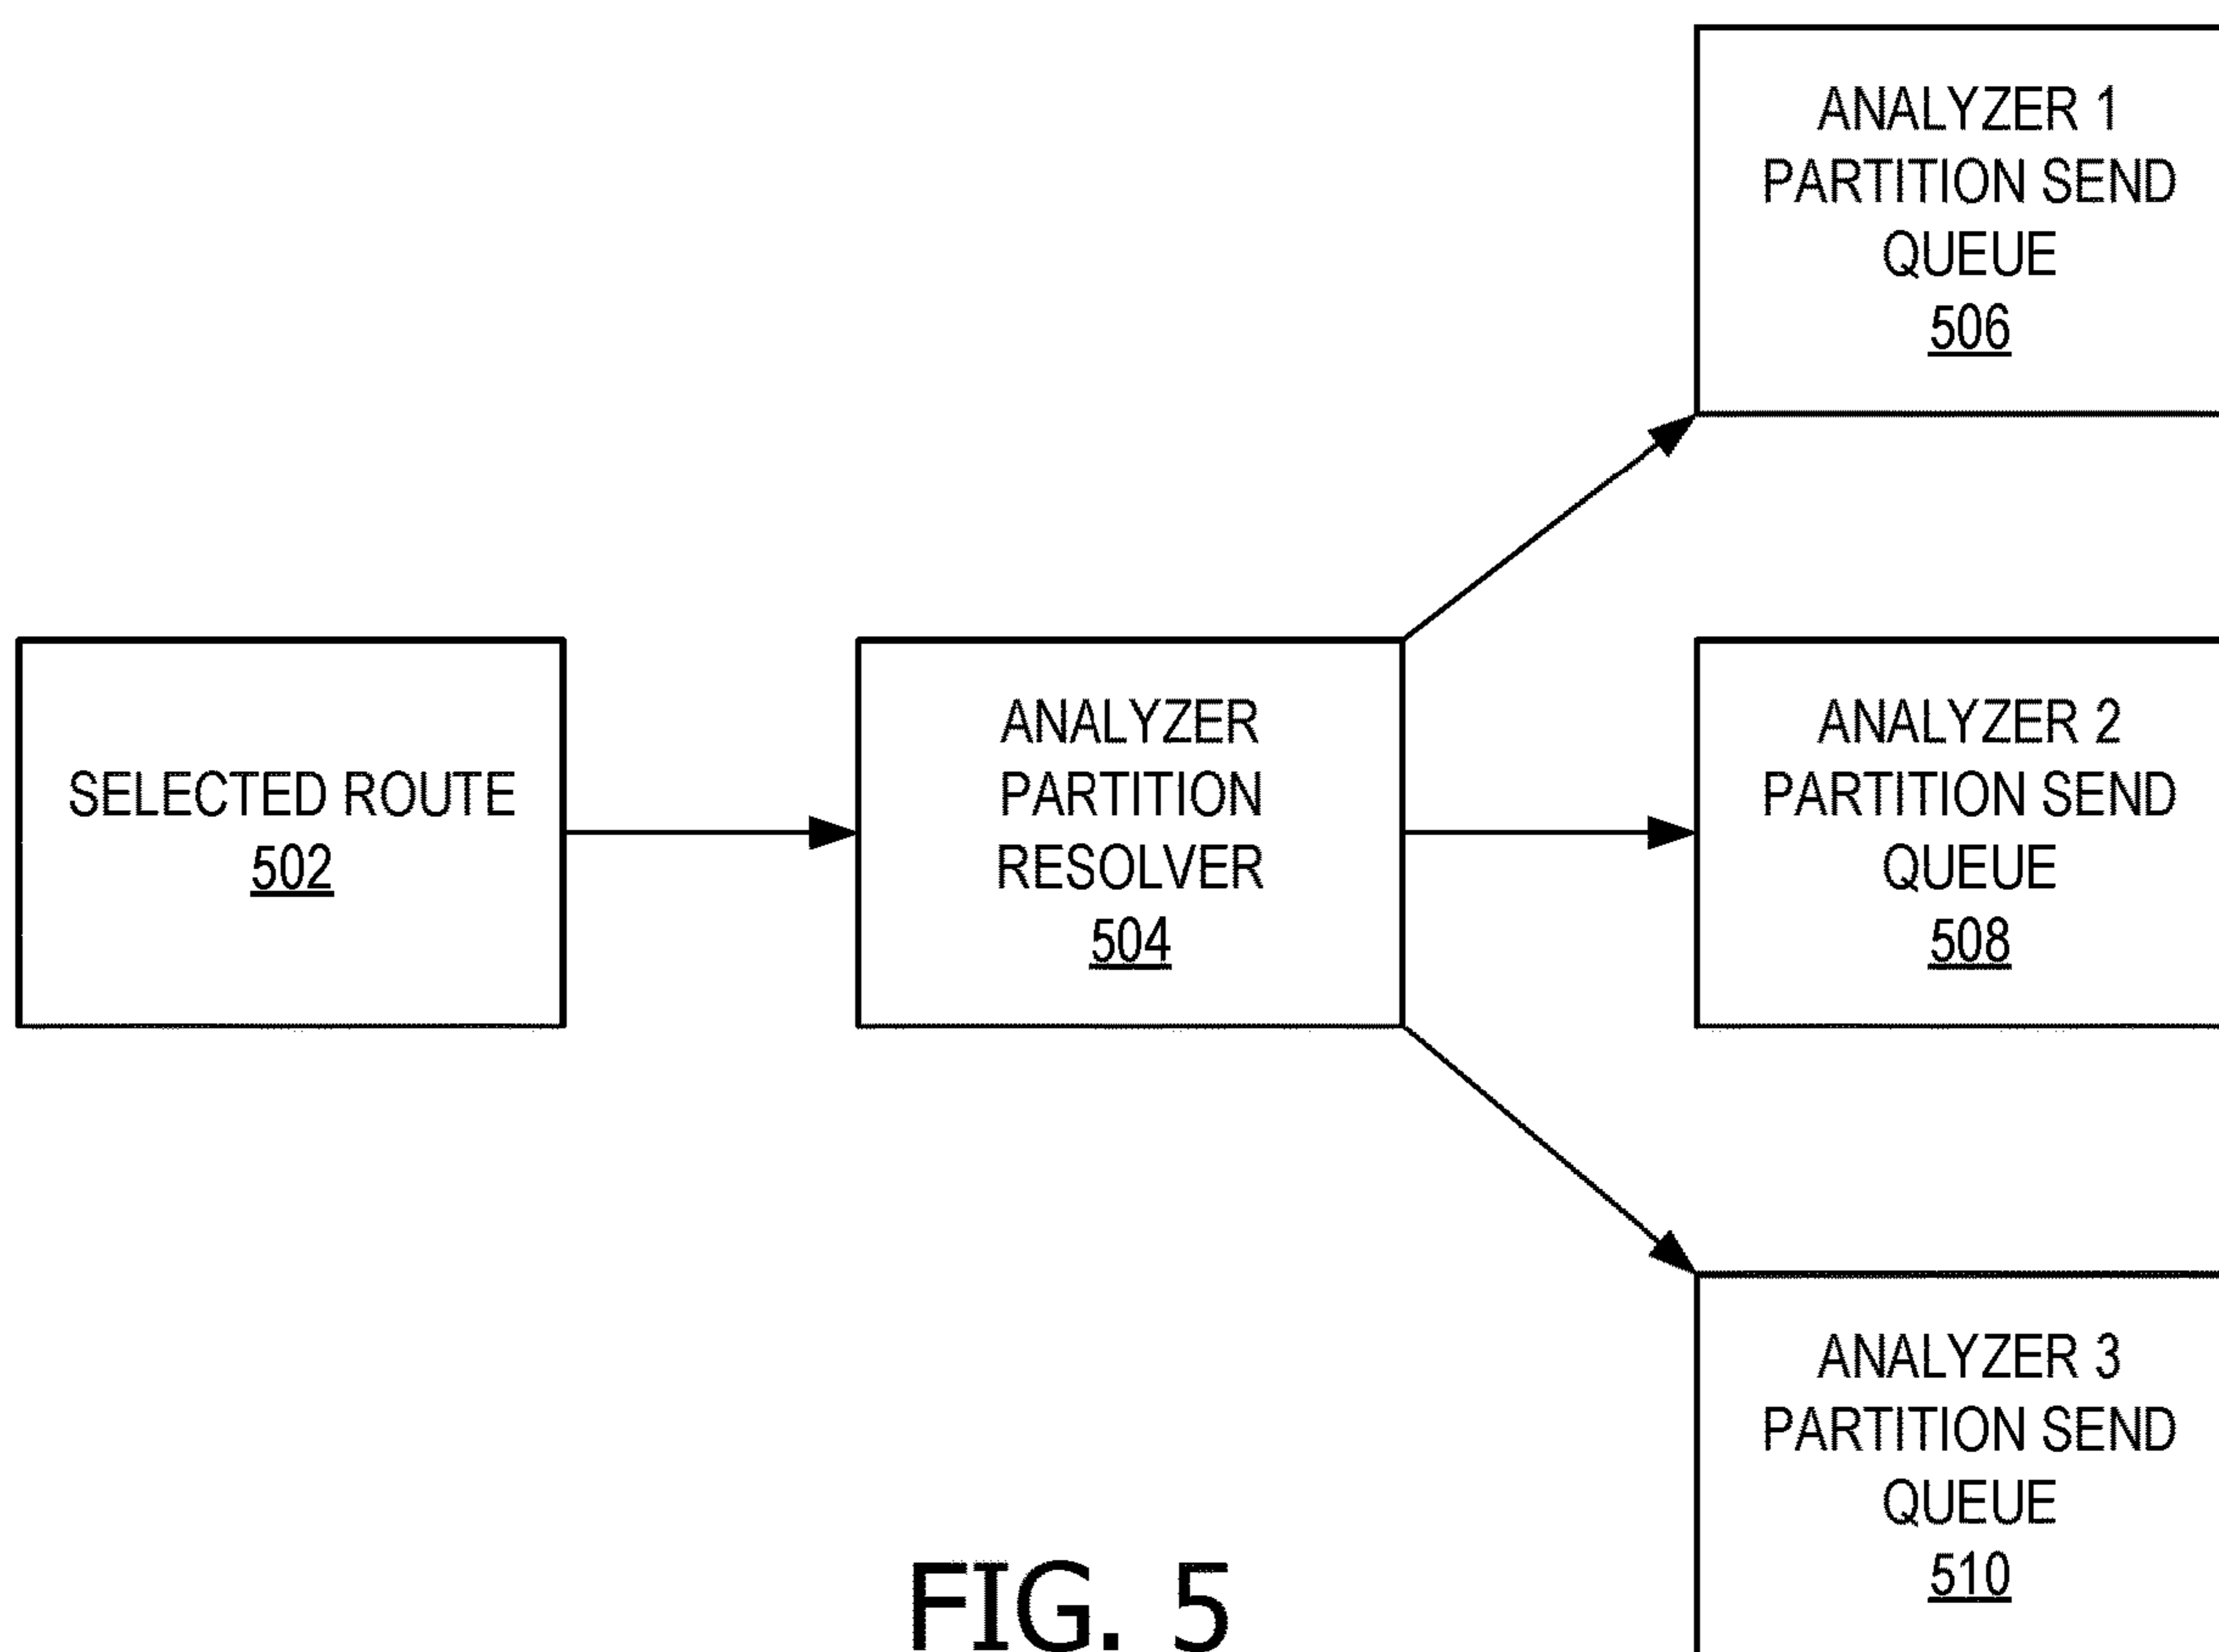 ANALYZER 1
PARTITION SEND
QUEUE
506
SELECTED ROUTE
502
ANALYZER
PARTITION
RESOLVER
504
ANALYZER 2
PARTITION SEND
QUEUE
508
ANALYZER 3
PARTITION SEND
QUEUE
510
FIG. 5